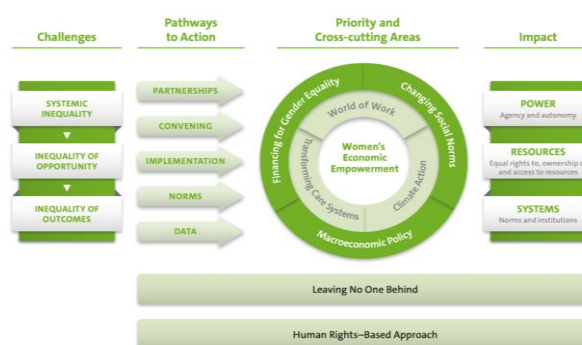 Challenges
Pathways
to Action
Priority and
Cross-cutting Areas
Impact
SYSTEMIC
INEQUALITY
INEQUALITY OF
OPPORTUNITY
INEQUALITY OF
OUTCOMES
PARTNERSHIPS
CONVENING
IMPLEMENTATION
NORMS
DATA
Financing for Gender Equality
Changing Social Norms
Macroeconomic Policy
World of Work
Transforming Care Systems
Climate Action
Women's
Economic
Empowerment
POWER
Agency and autonomy
RESOURCES
Equal rights to, ownership o
and access to resources
SYSTEMS
Norms and institutions
Leaving No One Behind
Human Rights–Based Approach